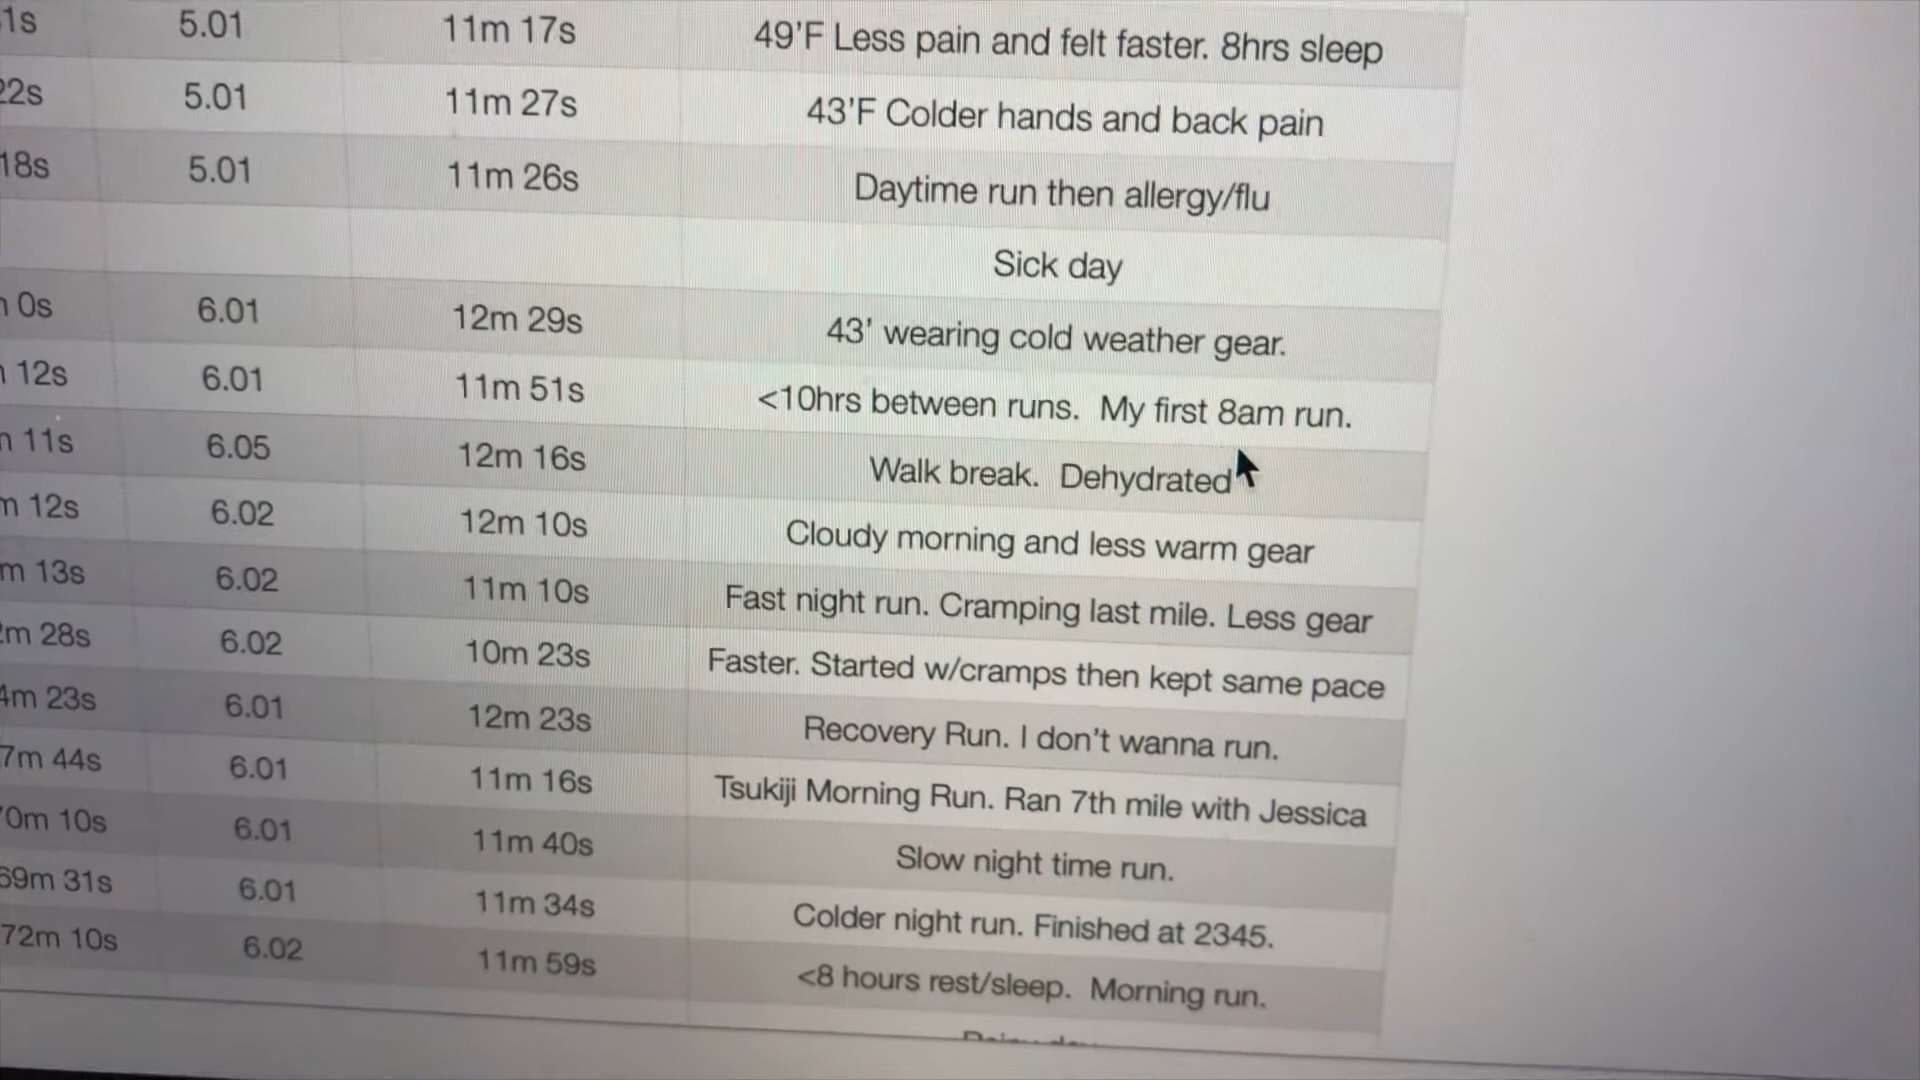 1s 5.01 11m 17s 49'F Less pain and felt faster. 8hrs sleep
22s 5.01 11m 27s 43'F Colder hands and back pain
18s 5.01 11m 26s Daytime run then allergy/flu
Sick day
0s 6.01 12m 29s 43' wearing cold weather gear.
12s 6.01 11m 51s <10hrs between runs. My first 8am run.
11s 6.05 12m 16s Walk break. Dehydrated
m 12s 6.02 12m 10s Cloudy morning and less warm gear
m 13s 6.02 11m 10s Fast night run. Cramping last mile. Less gear
2m 28s 6.02 10m 23s Faster. Started w/cramps then kept same pace
4m 23s 6.01 12m 23s Recovery Run. I don't wanna run.
7m 44s 6.01 11m 16s Tsukiji Morning Run. Ran 7th mile with Jessica
70m 10s 6.01 11m 40s Slow night time run.
69m 31s 6.01 11m 34s Colder night run. Finished at 2345.
72m 10s 6.02 11m 59s <8 hours rest/sleep. Morning run.